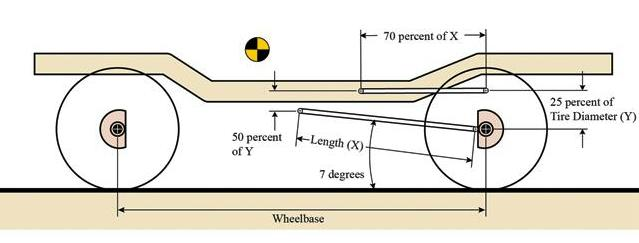 70 percent of X
25 percent of
Tire Diameter (Y)
50 percent
of Y
Length (X)
7 degrees
Wheelbase